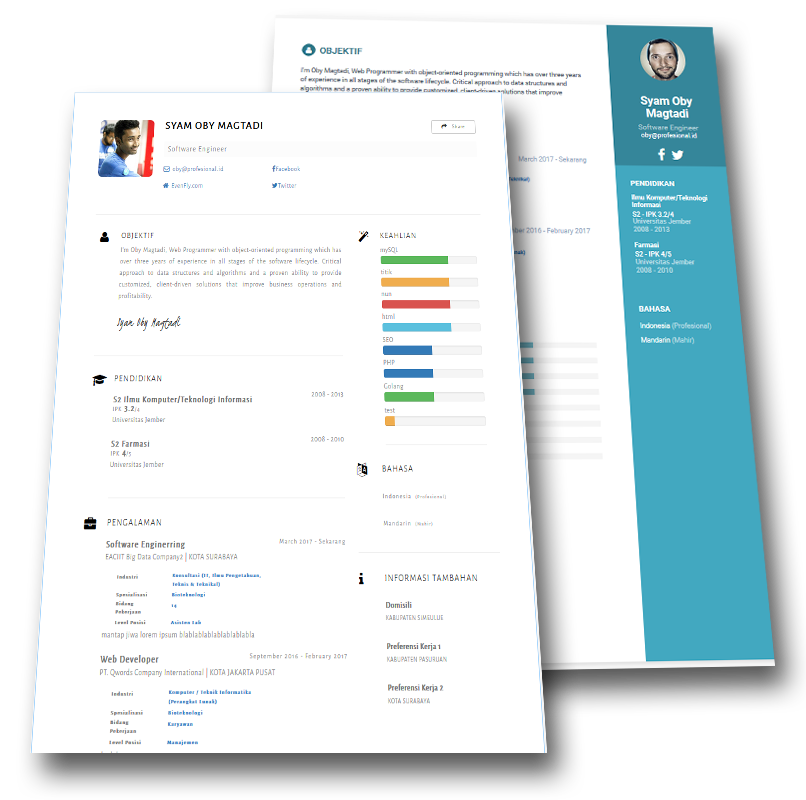 SYAM OBY MAGTADI
Share
Software Engineer
oby@profesional.id
Facebook
EvenFly.com
Twitter
OBJEKTIF
I'm Oby Magtadi, Web Programmer with object-oriented programming which has
over three years of experience in all stages of the software lifecycle. Critical
approach to data structures and algorithms and a proven ability to provide
customized, client-driven solutions that improve business operations and
profitability.
Syam Oby Magtadi
PENDIDIKAN
S2 Ilmu Komputer/Teknologi Informasi
2008 - 2013
IPK 3.2/4
Universitas Jember
S2 Farmasi
2008 - 2010
IPK 4/5
Universitas Jember
PENGALAMAN
Software Enginerring
March 2017 - Sekarang
EACIIT Big Data Company2 | KOTA SURABAYA
Industri
Konsultasi (IT, Ilmu Pengetahuan,
Teknis & Teknikal)
Spesialisasi
Bioteknologi
Bidang
Pekerjaan
14
Level Posisi
Asisten Lab
mantap jiwa lorem ipsum blablablablablablablabla
Web Developer
September 2016 - February 2017
PT. Qwords Company International | KOTA JAKARTA PUSAT
Industri
Komputer / Teknik Informatika
(Perangkat Lunak)
Spesialisasi
Bioteknologi
Bidang
Pekerjaan
Karyawan
Level Posisi
Manajemen
KEAHLIAN
mySQL
titik
nun
html
SEO
PHP
Golang
test
BAHASA
Indonesia (Profesional)
Mandarin (Mahir)
INFORMASI TAMBAHAN
Domisili
KABUPATEN SIMEULUE
Preferensi Kerja 1
KABUPATEN PASURUAN
Preferensi Kerja 2
KOTA SURABAYA
OBJEKTIF
I'm Oby Magtadi, Web Programmer with object-oriented programming which has over three years
of experience in all stages of the software lifecycle. Critical approach to data structures and
algorithms and a proven ability to provide customized, client-driven solutions that improve
March 2017 - Sekarang
2016 - February 2017
Syam Oby
Magtadi
Software Engineer
oby@profesional.id
PENDIDIKAN
Ilmu Komputer/Teknologi
Informasi
S2 - IPK 3.2/4
Universitas Jember
2008 - 2013
Farmasi
S2 - IPK 4/5
Universitas Jember
2008 - 2010
BAHASA
Indonesia (Profesional)
Mandarin (Mahir)